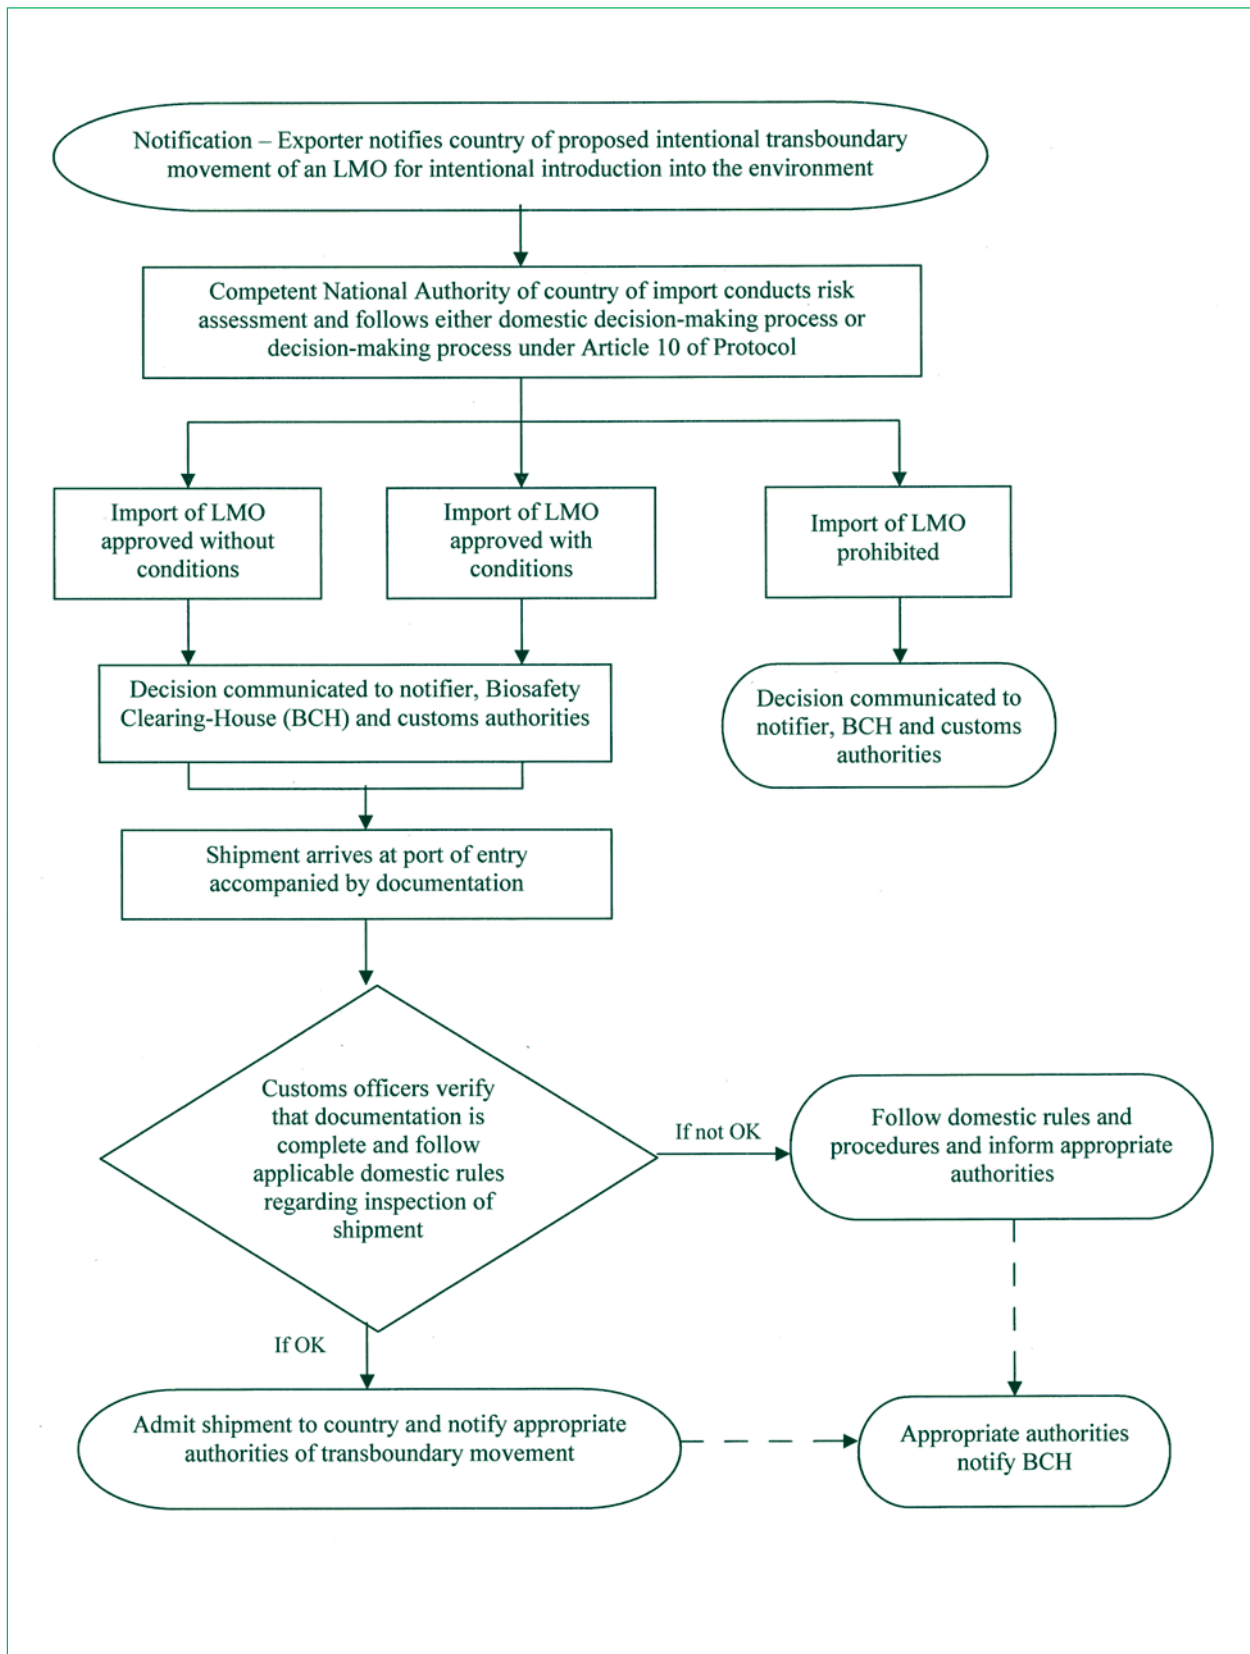 Notification – Exporter notifies country of proposed intentional transboundary
movement of an LMO for intentional introduction into the environment
Competent National Authority of country of import conducts risk
assessment and follows either domestic decision-making process or
decision-making process under Article 10 of Protocol
Import of LMO
approved without
conditions
Import of LMO
approved with
conditions
Import of LMO
prohibited
Decision communicated to notifier, Biosafety
Clearing-House (BCH) and customs authorities
Decision communicated to
notifier, BCH and customs
authorities
Shipment arrives at port of entry
accompanied by documentation
Customs officers verify
that documentation is
complete and follow
applicable domestic rules
regarding inspection of
shipment
If not OK
Follow domestic rules and
procedures and inform appropriate
authorities
If OK
Admit shipment to country and notify appropriate
authorities of transboundary movement
Appropriate authorities
notify BCH